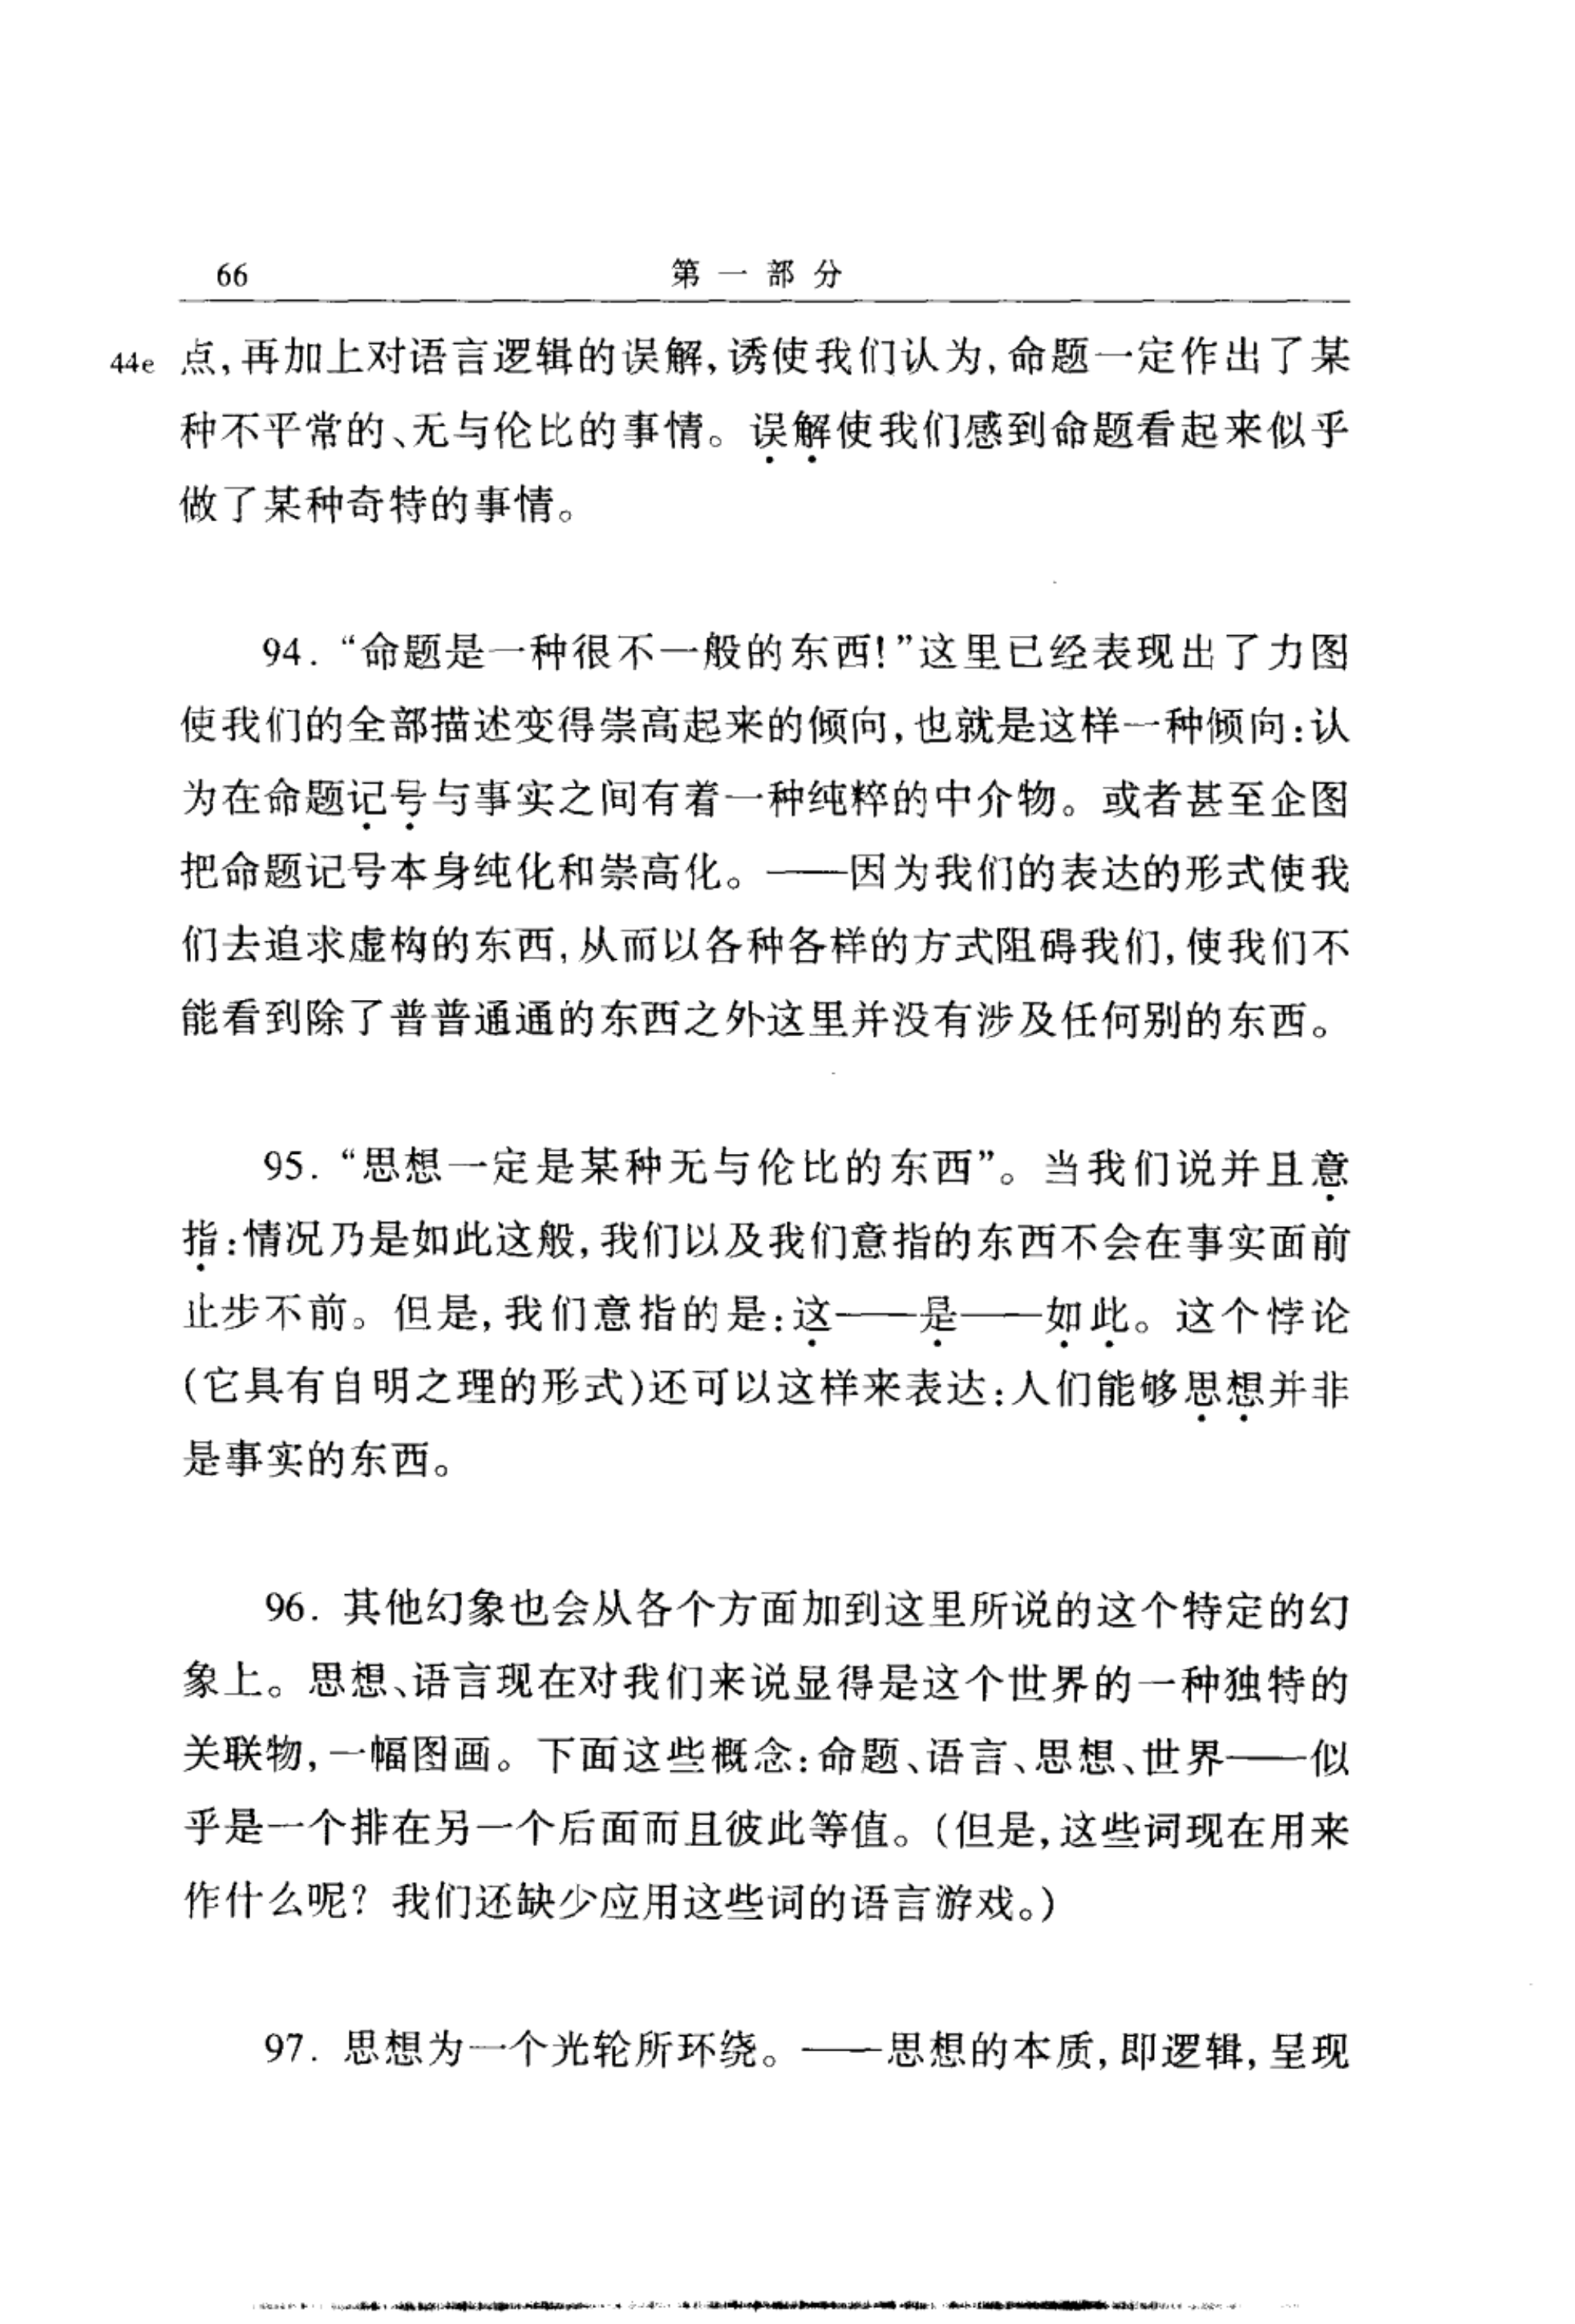 66 第一部分
44e 点,再加上对语言逻辑的误解,诱使我们认为,命题一定作出了某
种不平常的、无与伦比的事情。误解使我们感到命题看起来似乎
做了某种奇特的事情。
94. “命题是一种很不一般的东西!”这里已经表现出了力图
使我们的全部描述变得崇高起来的倾向,也就是这样一种倾向:认
为在命题记号与事实之间有着一种纯粹的中介物。或者甚至企图
把命题记号本身纯化和崇高化。——因为我们的表达的形式使我
们去追求虚构的东西,从而以各种各样的方式阻碍我们,使我们不
能看到除了普普通通的东西之外这里并没有涉及任何别的东西。
95. “思想一定是某种无与伦比的东西”。当我们说并且意
指:情况乃是如此这般,我们以及我们意指的东西不会在事实面前
止步不前。但是,我们意指的是:这——是——如此。这个悖论
(它具有自明之理的形式)还可以这样来表达:人们能够思想并非
是事实的东西。
96. 其他幻象也会从各个方面加到这里所说的这个特定的幻
象上。思想、语言现在对我们来说显得是这个世界的一种独特的
关联物,一幅图画。下面这些概念:命题、语言、思想、世界——似
乎是一个排在另一个后面而且彼此等值。(但是,这些词现在用来
作什么呢? 我们还缺少应用这些词的语言游戏。)
97. 思想为一个光轮所环绕。——思想的本质,即逻辑,呈现